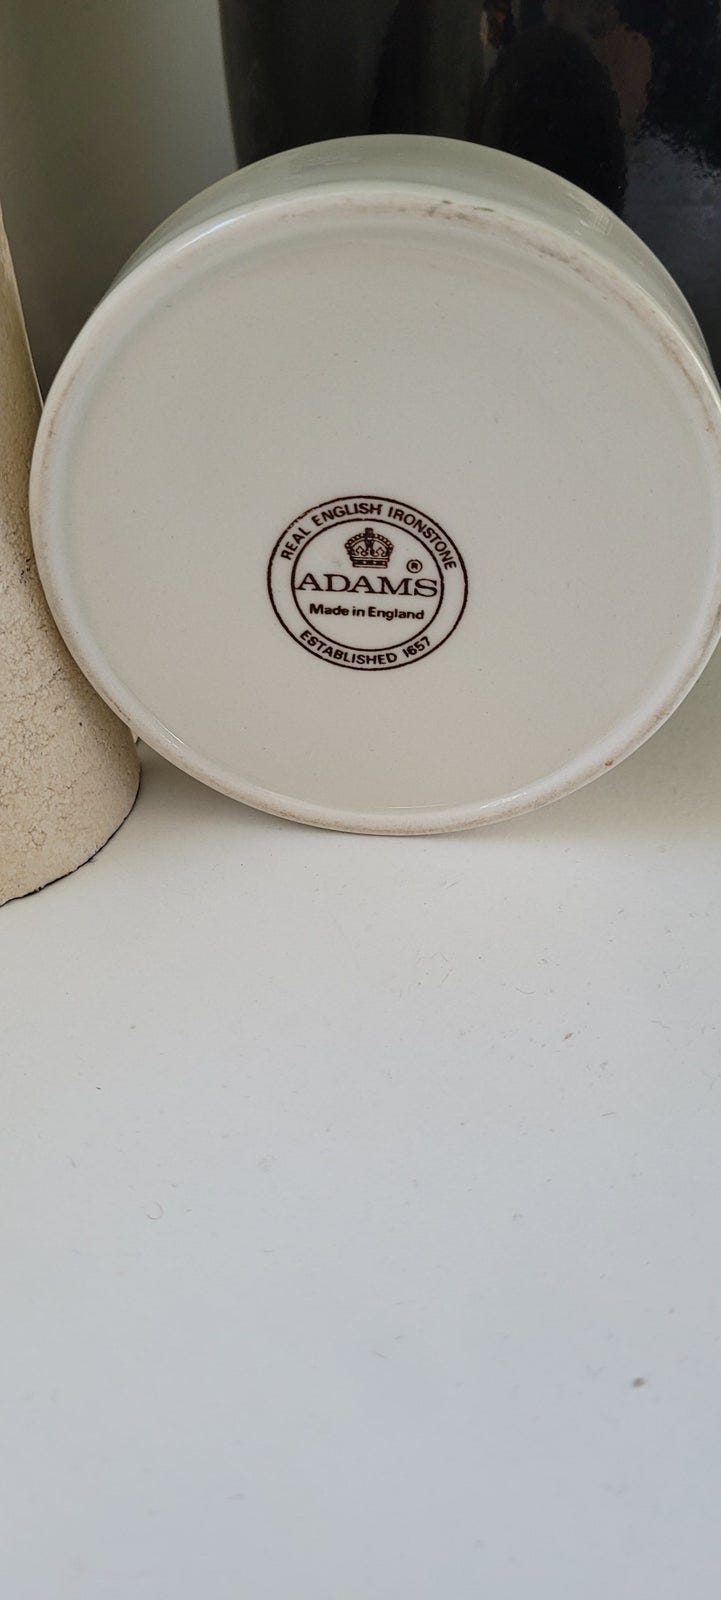 REAL ENGLISH IRONSTONE
®
ADAMS
Made in England
ESTABLISHED 1657